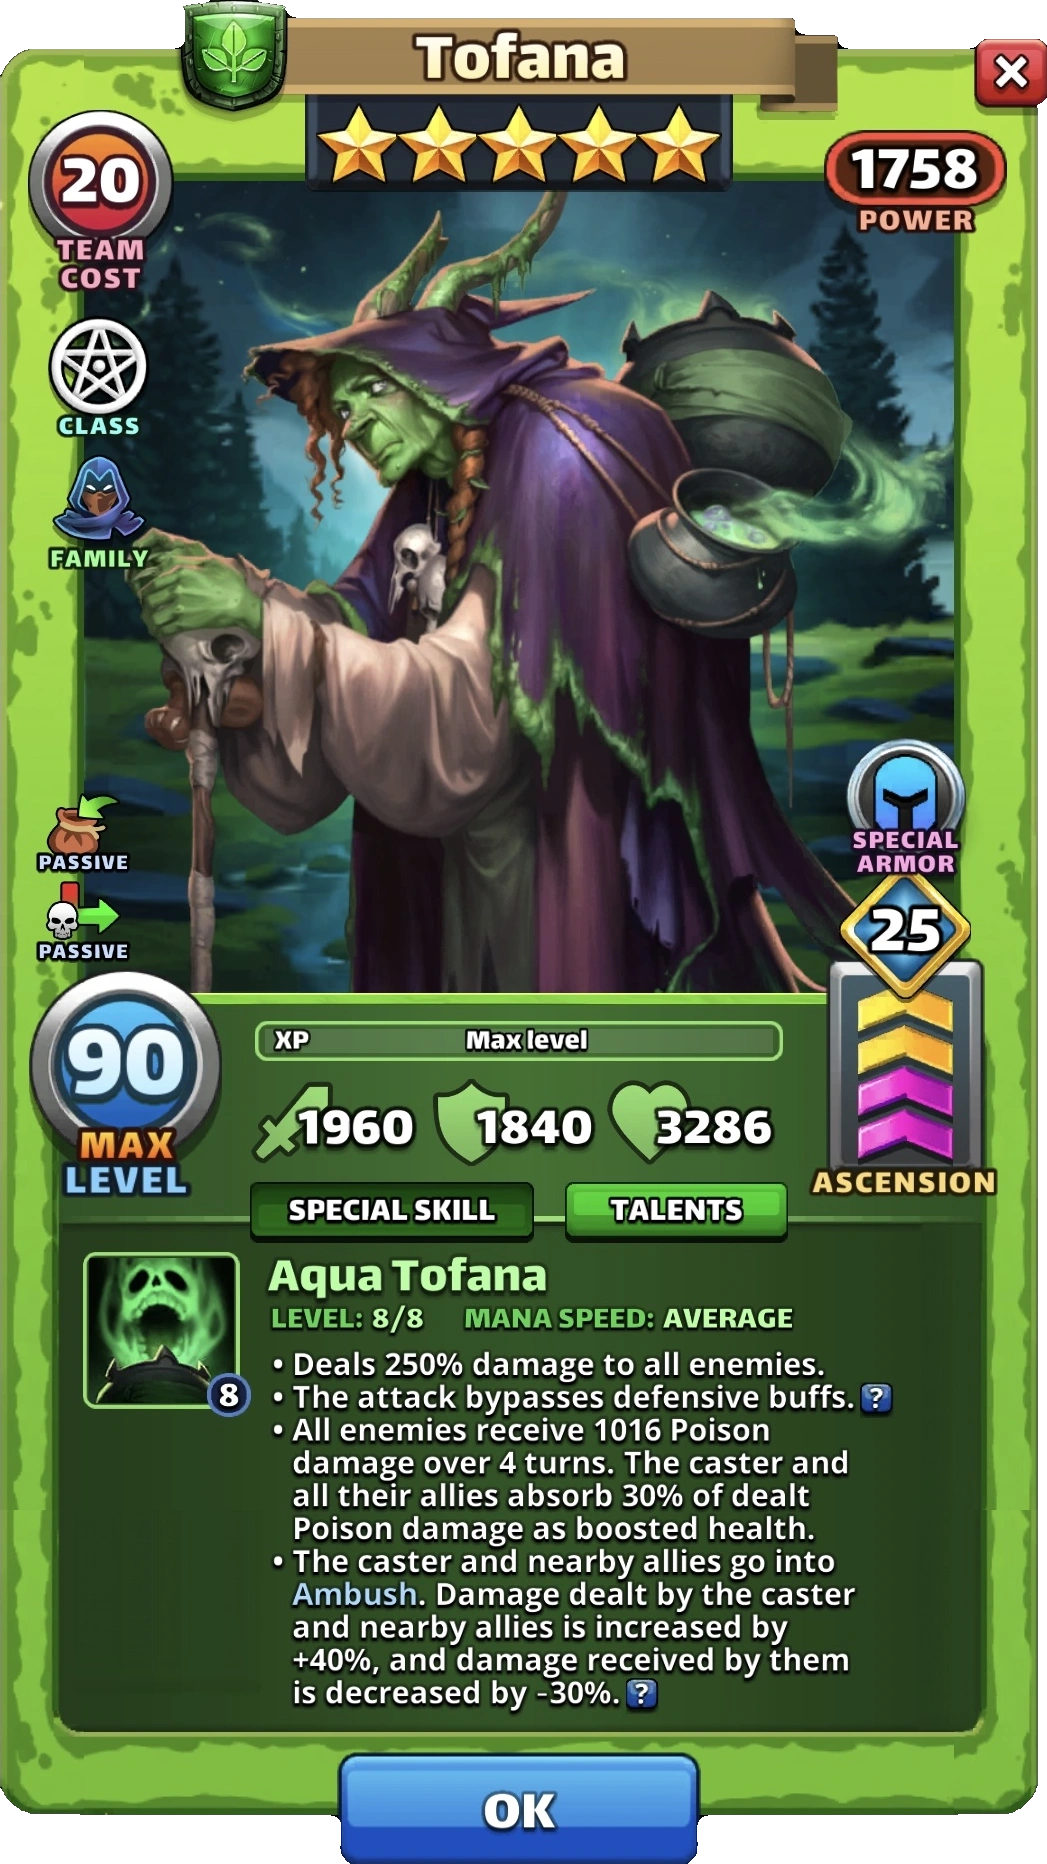 Tofana
20
TEAM
COST
1758
POWER
CLASS
FAMILY
PASSIVE
PASSIVE
SPECIAL
ARMOR
25
90
MAX
LEVEL
XP
Max level
1960
1840
3286
ASCENSION
SPECIAL SKILL
TALENTS
8
Aqua Tofana
LEVEL: 8/8 MANA SPEED: AVERAGE
• Deals 250% damage to all enemies.
• The attack bypasses defensive buffs. ?
• All enemies receive 1016 Poison
damage over 4 turns. The caster and
all their allies absorb 30% of dealt
Poison damage as boosted health.
• The caster and nearby allies go into
Ambush. Damage dealt by the caster
and nearby allies is increased by
+40%, and damage received by them
is decreased by -30%. ?
OK